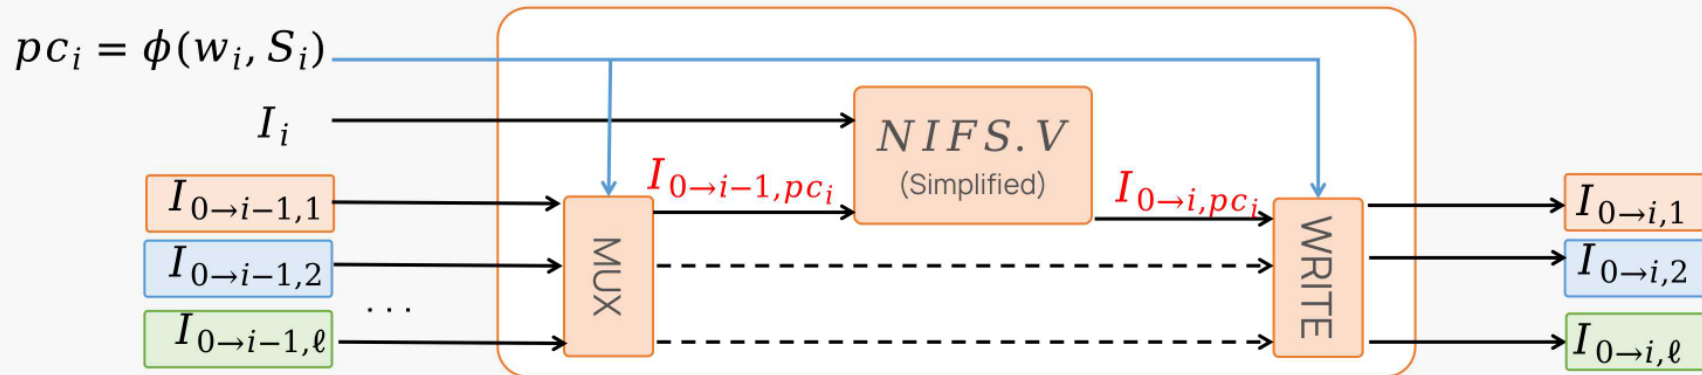 pc_i = ϕ(w_i, S_i)
I_i
NIFS.V
(Simplified)
I_{0→i−1,pc_i}
I_{0→i,pc_i}
I_{0→i−1,1}
I_{0→i−1,2}
...
I_{0→i−1,ℓ}
MUX
WRITE
I_{0→i,1}
I_{0→i,2}
I_{0→i,ℓ}